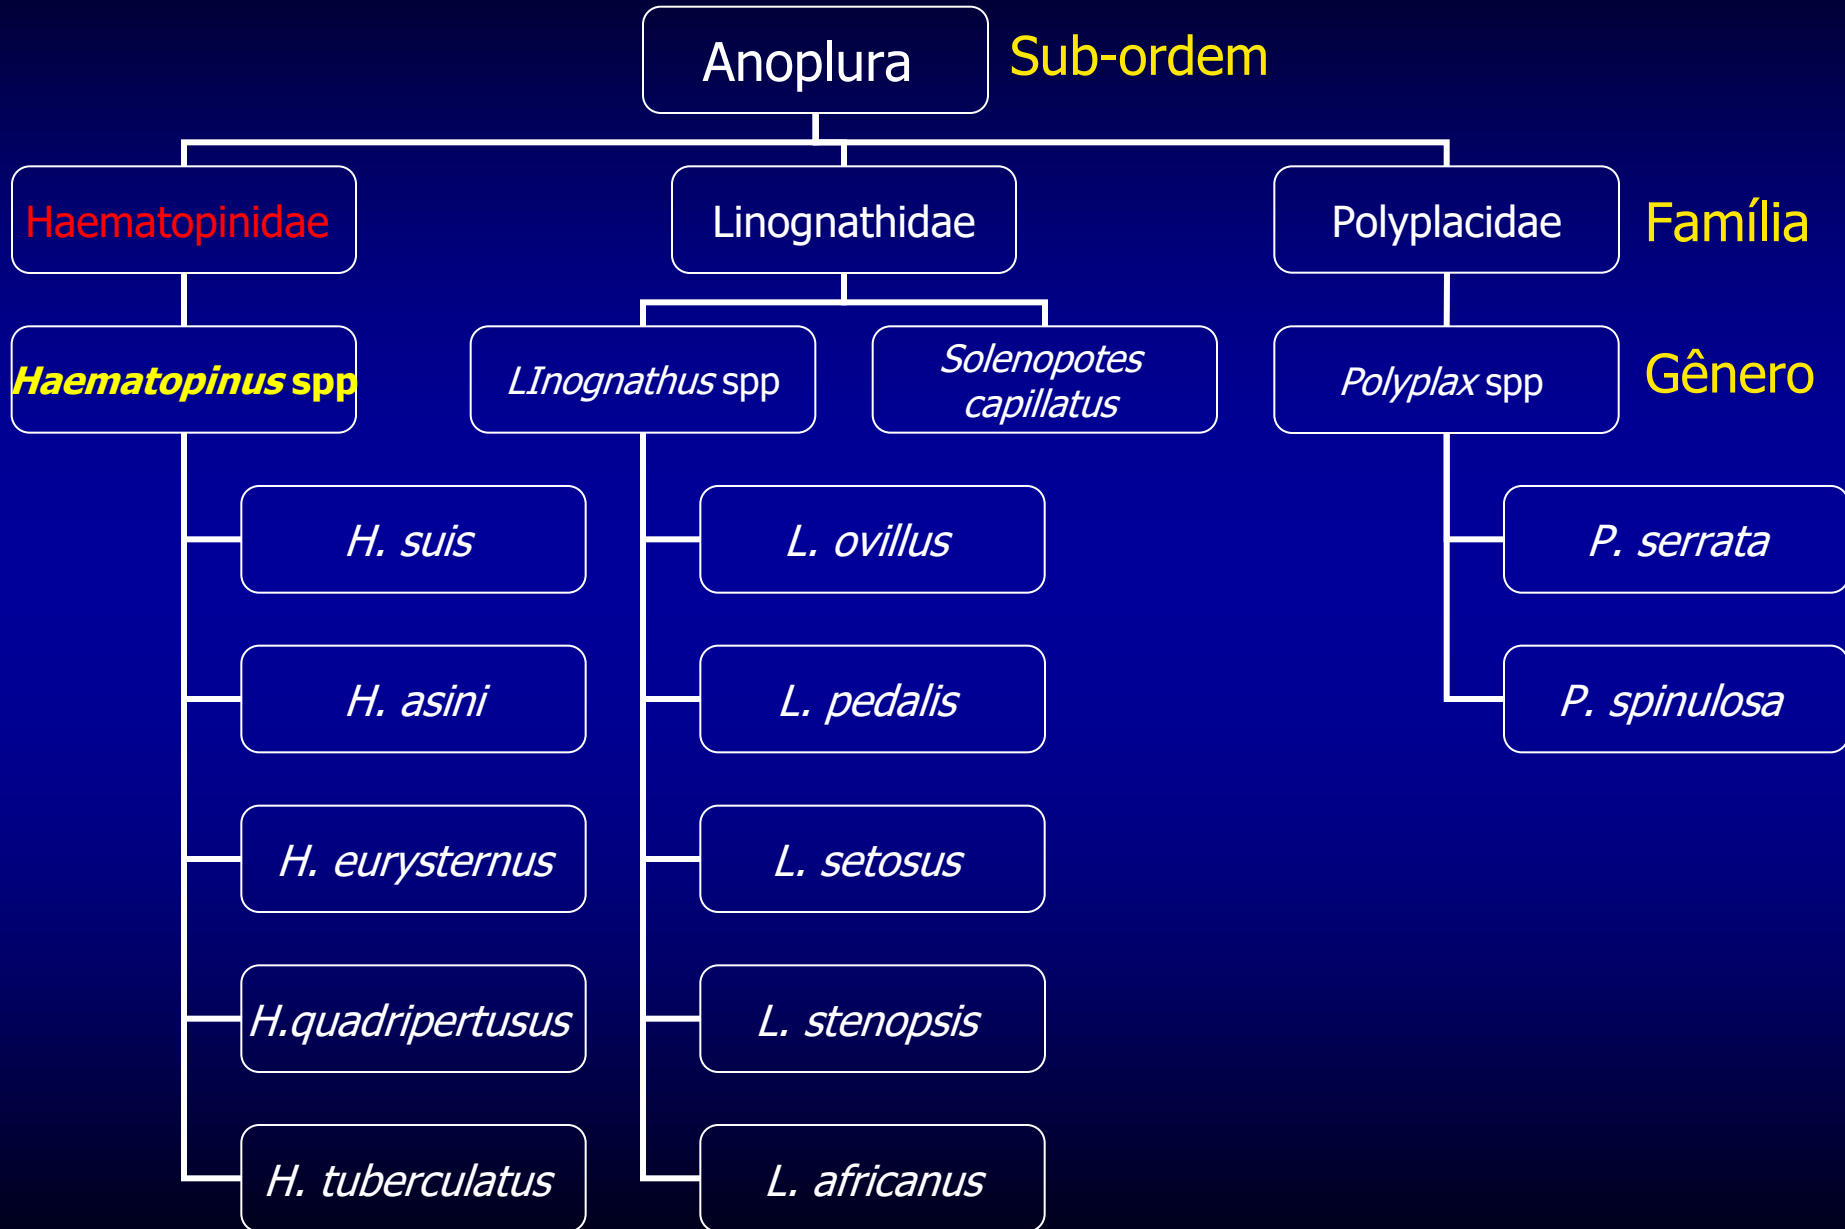 Anoplura
Sub-ordem
Haematopinidae
Linognathidae
Polyplacidae
Família
Haematopinus spp
LInognathus spp
Solenopotes
capillatus
Polyplax spp
Gênero
H. suis
L. ovillus
P. serrata
H. asini
L. pedalis
P. spinulosa
H. eurysternus
L. setosus
H.quadripertusus
L. stenopsis
H. tuberculatus
L. africanus